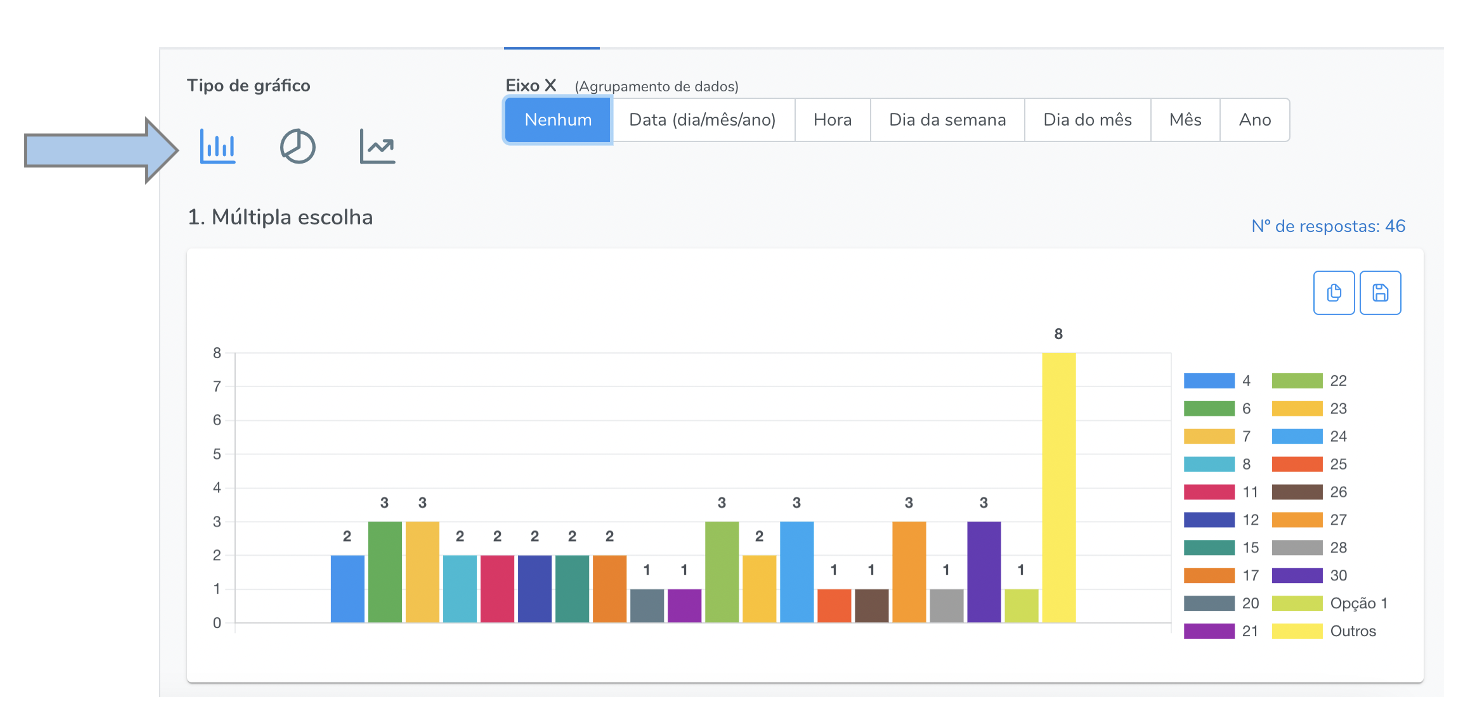 Tipo de gráfico
Eixo X (Agrupamento de dados)
Nenhum Data (dia/mês/ano) Hora Dia da semana Dia do mês Mês Ano
1. Múltipla escolha
Nº de respostas: 46
8
8
7
6
5
4
3
2
1
0
2 3 3 2 2 2 2 2 1 1 3 2 3 1 1 3 1 3 1
4 22
6 23
7 24
8 25
11 26
12 27
15 28
17 30
20 Opção 1
21 Outros